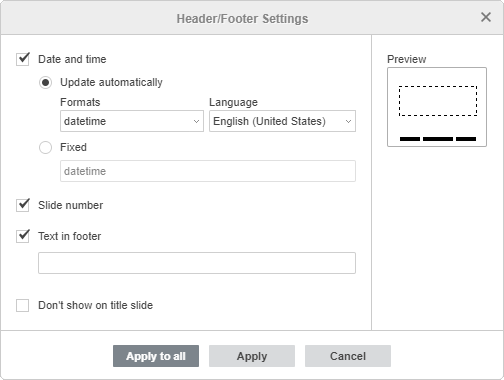 Header/Footer Settings
Date and time
Update automatically
Formats Language
datetime English (United States)
Fixed
datetime
Slide number
Text in footer
Don't show on title slide
Preview
Apply to all Apply Cancel